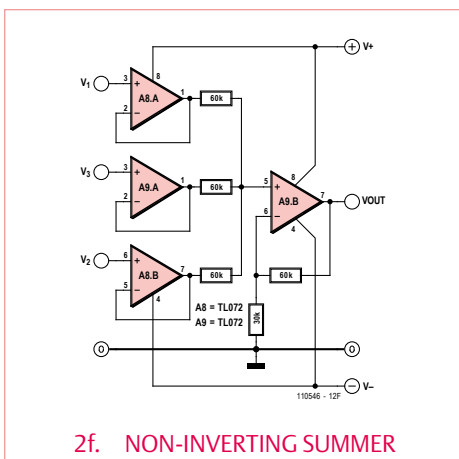 V+
V1
3
8
A8.A
1
2
60k
V3
3
A9.A
1
2
60k
5
8
A9.B
7
VOUT
6
4
V2
6
A8.B
7
5
4
60k
60k
A8 = TL072
A9 = TL072
30k
0
0
V–
110546 - 12F
2f. NON-INVERTING SUMMER